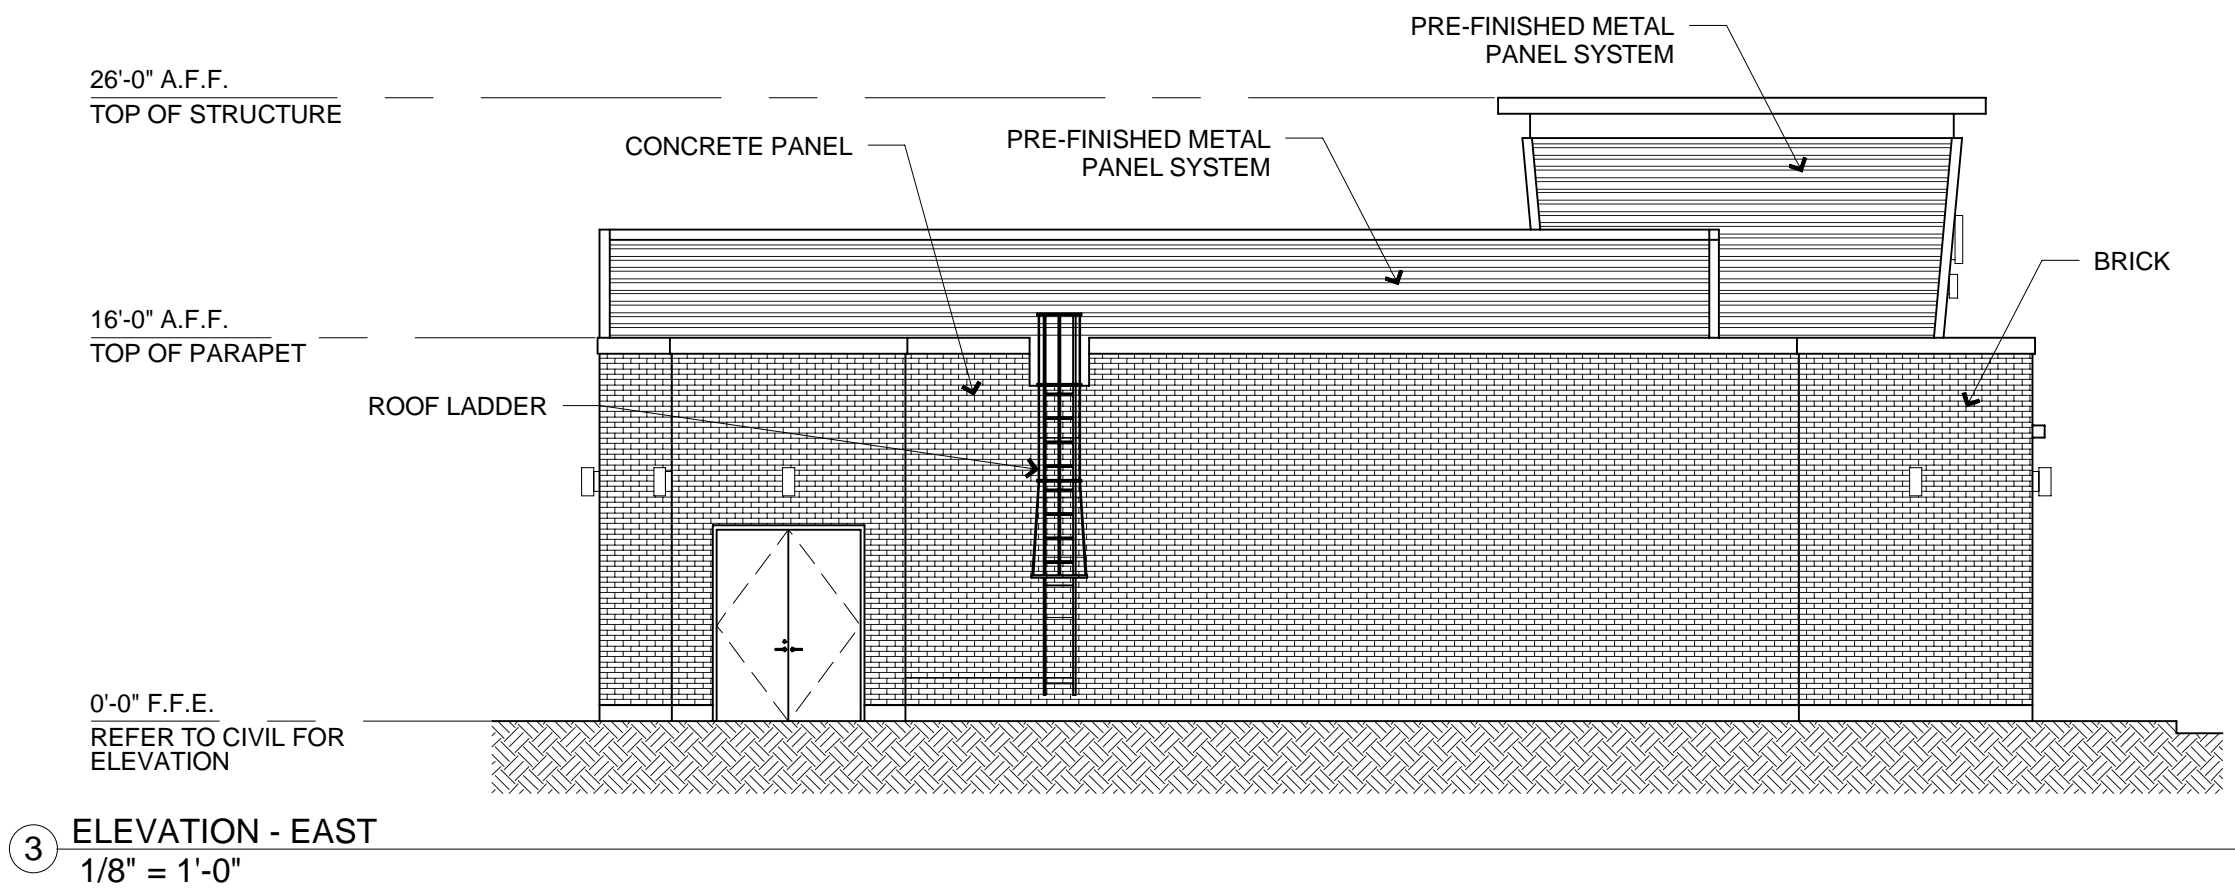 PRE-FINISHED METAL
PANEL SYSTEM
26'-0" A.F.F.
TOP OF STRUCTURE
CONCRETE PANEL
PRE-FINISHED METAL
PANEL SYSTEM
BRICK
16'-0" A.F.F.
TOP OF PARAPET
ROOF LADDER
0'-0" F.F.E.
REFER TO CIVIL FOR
ELEVATION
3 ELEVATION - EAST
1/8" = 1'-0"